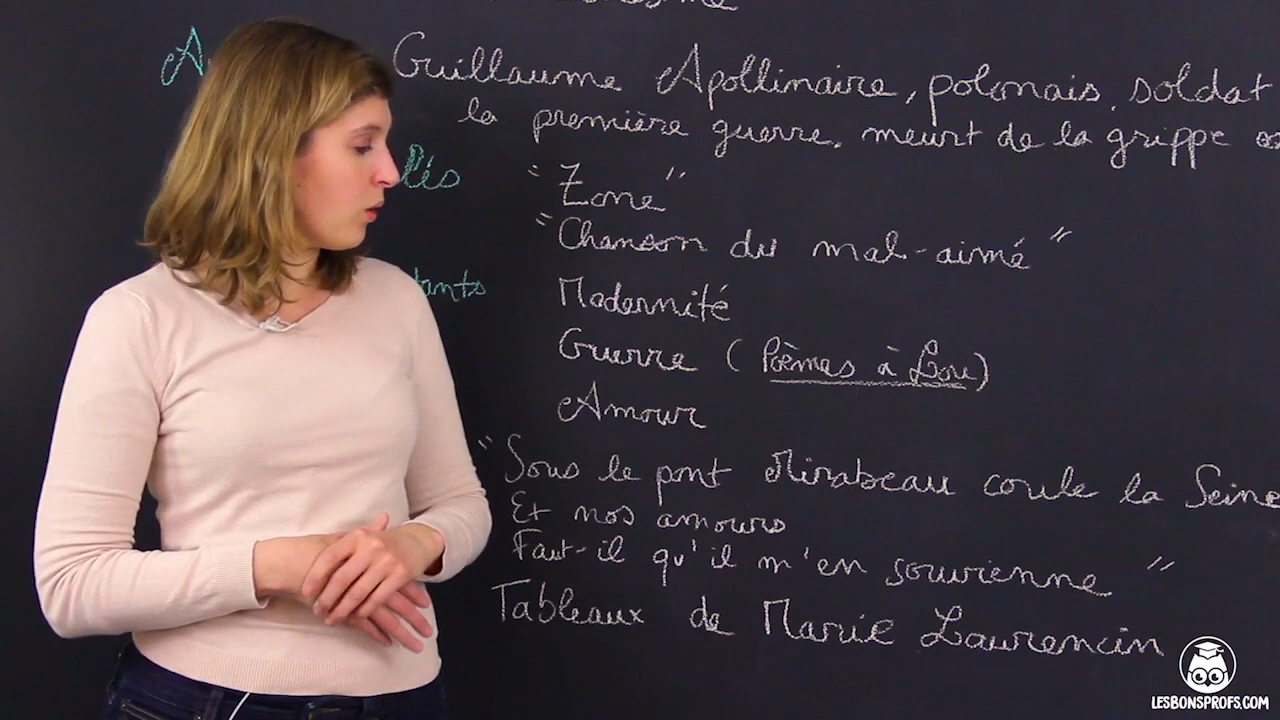 Guillaume Apollinaire, polonais, soldat
la première guerre, meurt de la grippe
lés
"Zone"
"Chanson du mal-aimé"
Modernité
tants
Guerre (Poèmes à Lou)
Amour
"Sous le pont Mirabeau coule la Seine
Et nos amours
Faut-il qu'il m'en souvienne"
Tableaux de Marie Laurencin
LESBONSPROFS.COM